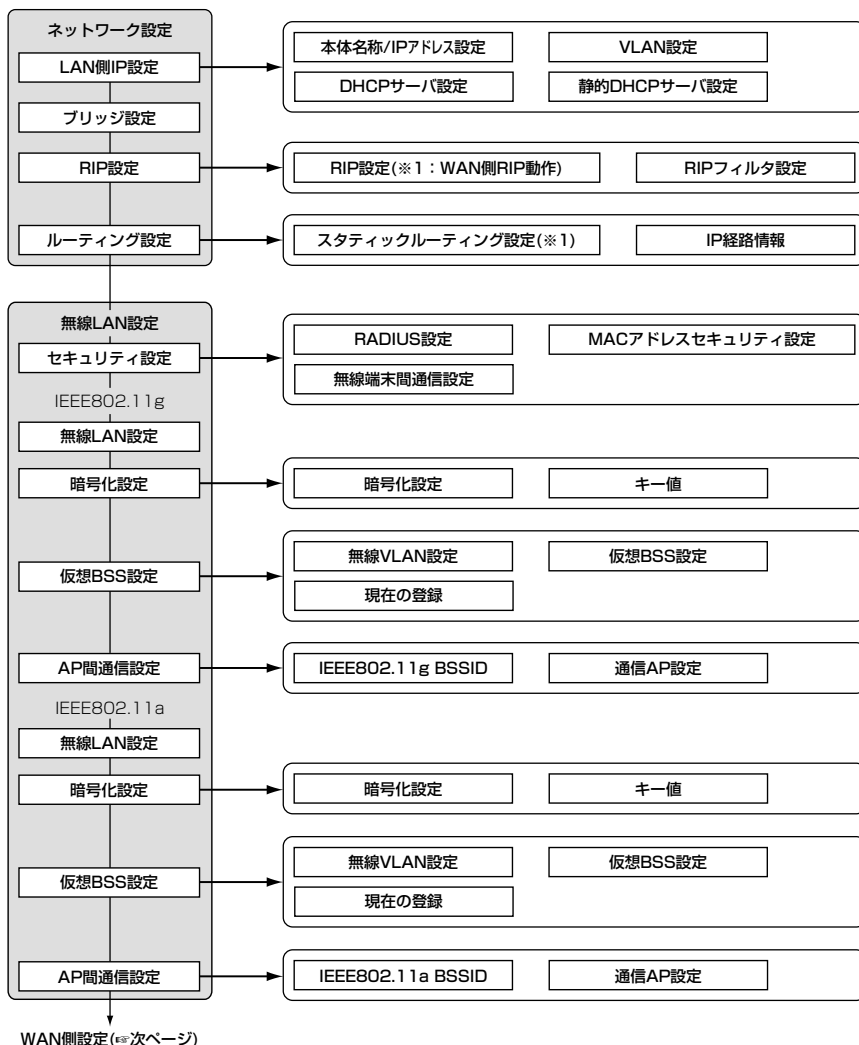 ネットワーク設定
LAN側IP設定
本体名称/IPアドレス設定
VLAN設定
DHCPサーバ設定
静的DHCPサーバ設定
ブリッジ設定
RIP設定
RIP設定(※1:WAN側RIP動作)
RIPフィルタ設定
ルーティング設定
スタティックルーティング設定(※1)
IP経路情報
無線LAN設定
セキュリティ設定
RADIUS設定
MACアドレスセキュリティ設定
無線端末間通信設定
IEEE802.11g
無線LAN設定
暗号化設定
暗号化設定
キー値
仮想BSS設定
無線VLAN設定
仮想BSS設定
現在の登録
AP間通信設定
IEEE802.11g BSSID
通信AP設定
IEEE802.11a
無線LAN設定
暗号化設定
暗号化設定
キー値
仮想BSS設定
無線VLAN設定
仮想BSS設定
現在の登録
AP間通信設定
IEEE802.11a BSSID
通信AP設定
WAN側設定(☞次ページ)